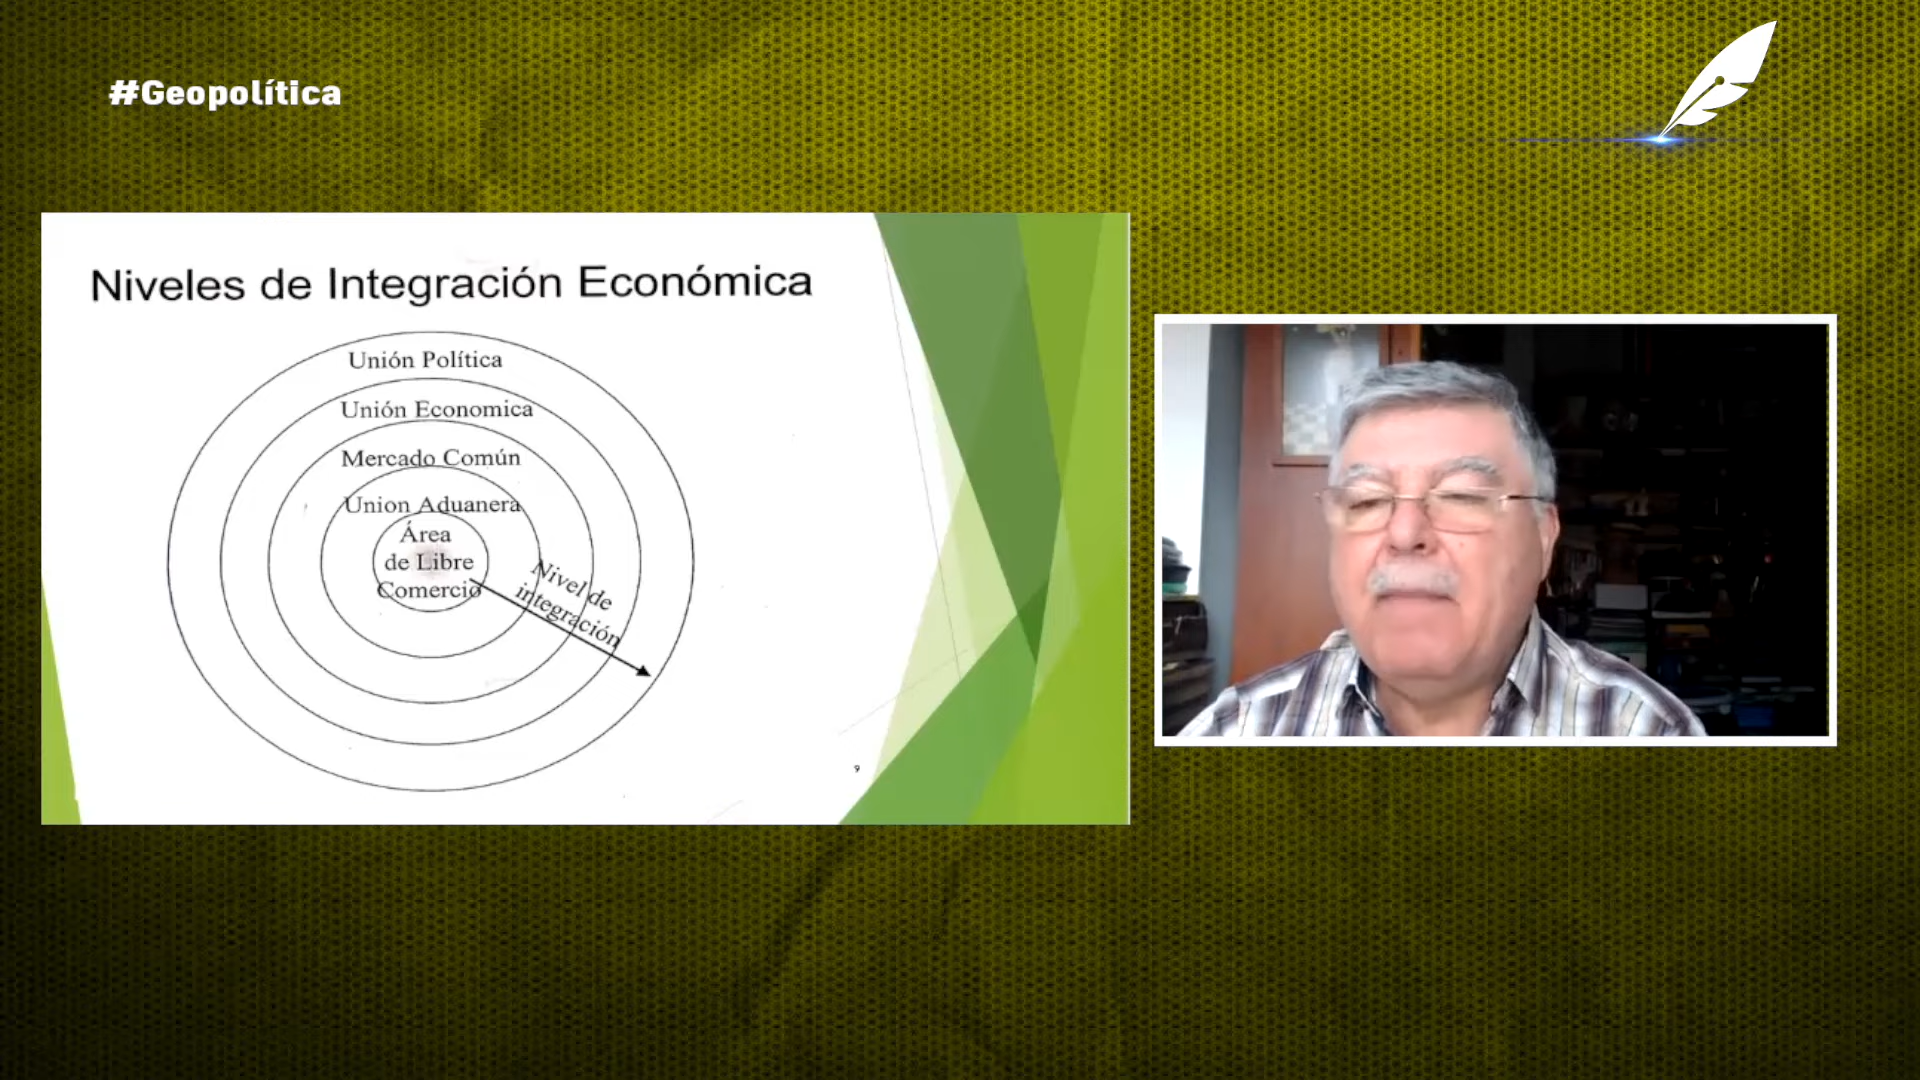 #Geopolítica
Niveles de Integración Económica
Unión Política
Unión Economica
Mercado Común
Union Aduanera
Área
de Libre
Comercio
Nivel de
integración
9